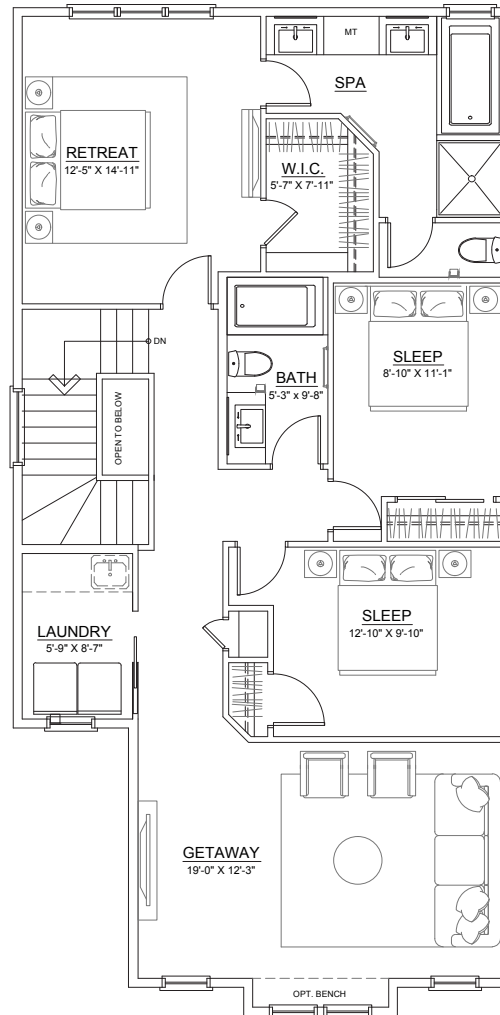 MT
SPA
RETREAT
12'-5" X 14'-11"
W.I.C.
5'-7" X 7'-11"
DN
SLEEP
8'-10" X 11'-1"
BATH
5'-3" x 9'-8"
OPEN TO BELOW
LAUNDRY
5'-9" X 8'-7"
SLEEP
12'-10" X 9'-10"
GETAWAY
19'-0" X 12'-3"
OPT. BENCH